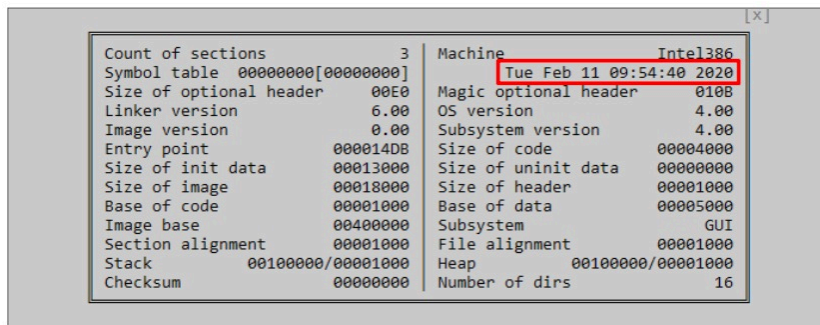 [x]
Count of sections 3 Machine Intel386
Symbol table 00000000[00000000] Tue Feb 11 09:54:40 2020
Size of optional header 00E0 Magic optional header 010B
Linker version 6.00 OS version 4.00
Image version 0.00 Subsystem version 4.00
Entry point 000014DB Size of code 00004000
Size of init data 00013000 Size of uninit data 00000000
Size of image 00018000 Size of header 00001000
Base of code 00001000 Base of data 00005000
Image base 00400000 Subsystem GUI
Section alignment 00001000 File alignment 00001000
Stack 00100000/00001000 Heap 00100000/00001000
Checksum 00000000 Number of dirs 16